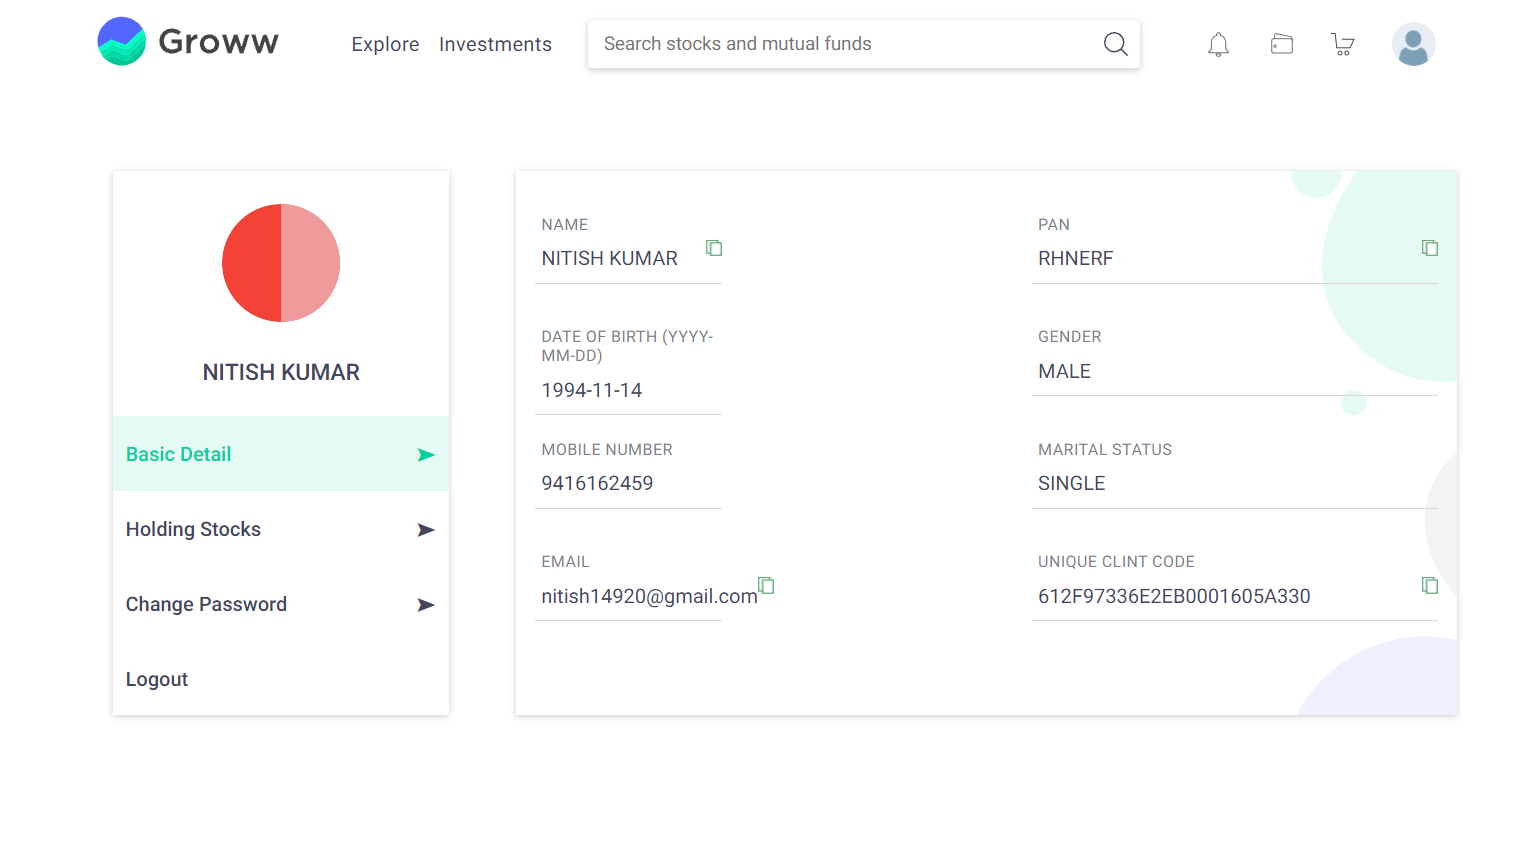 Groww
Explore Investments
Search stocks and mutual funds
NITISH KUMAR
Basic Detail
Holding Stocks
Change Password
Logout
NAME
NITISH KUMAR
PAN
RHNERF
DATE OF BIRTH (YYYY-
MM-DD)
1994-11-14
GENDER
MALE
MOBILE NUMBER
9416162459
MARITAL STATUS
SINGLE
EMAIL
nitish14920@gmail.com
UNIQUE CLINT CODE
612F97336E2EB0001605A330